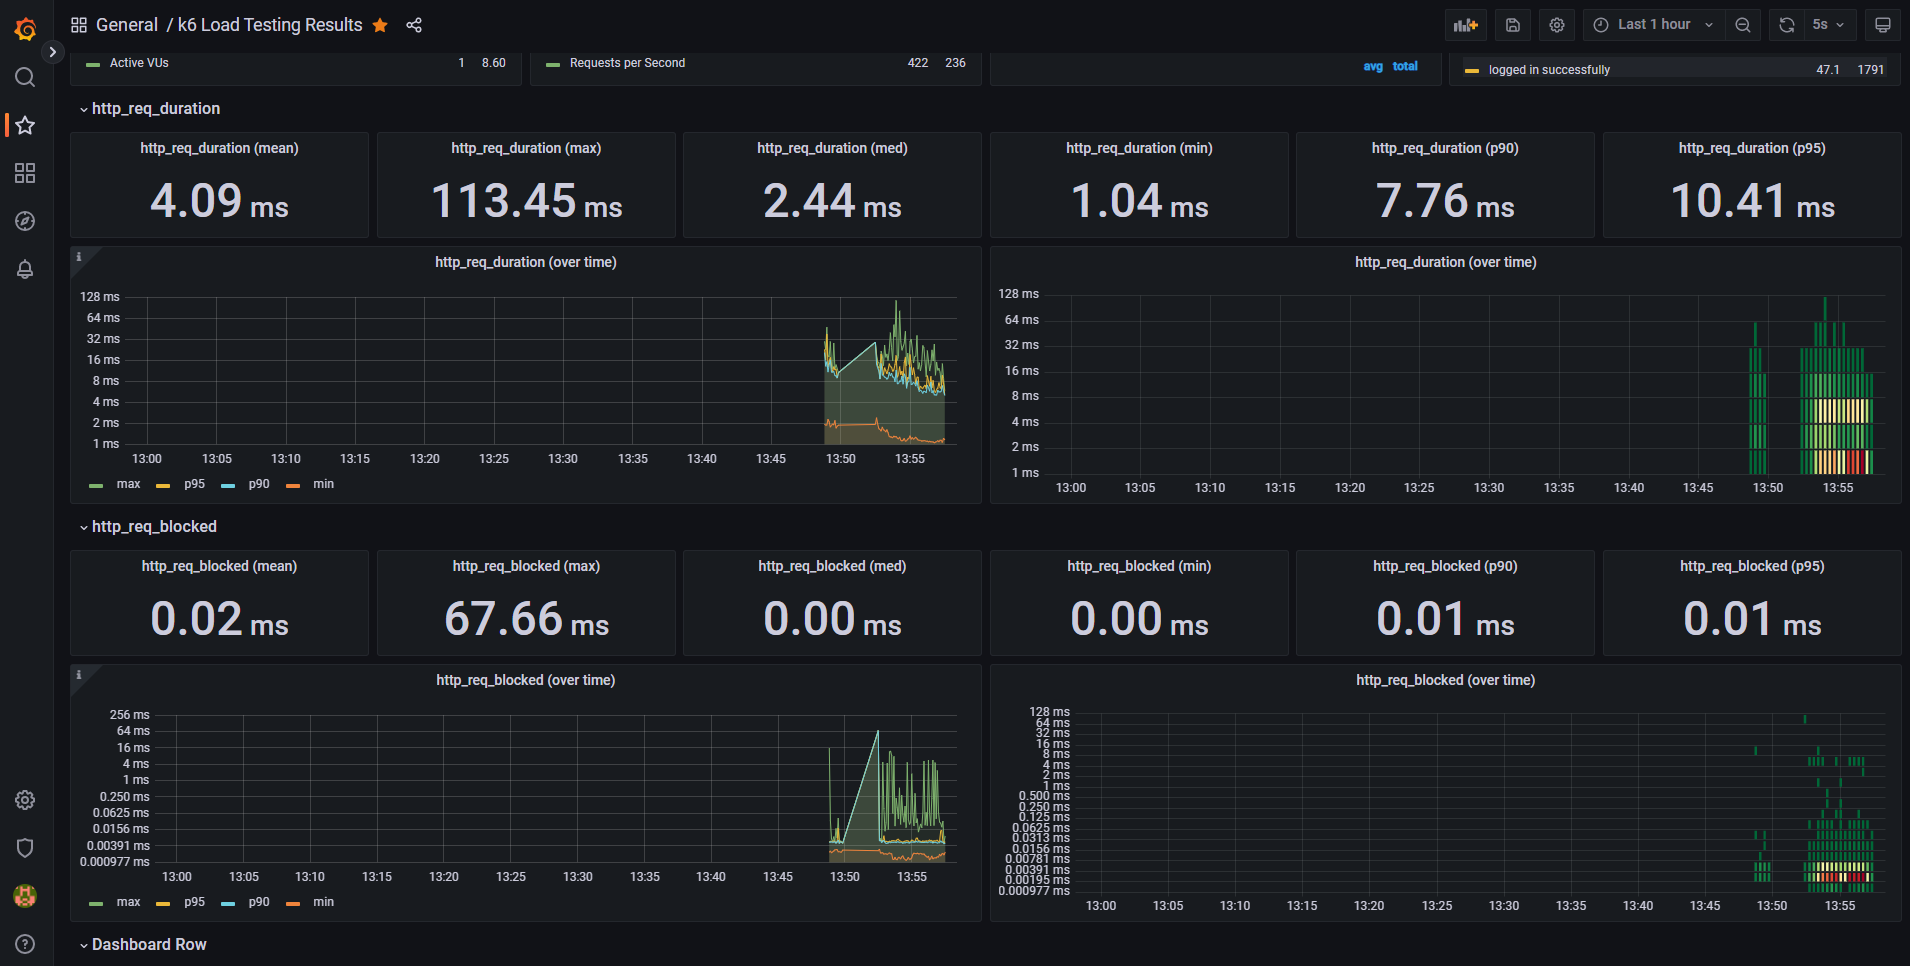 General / k6 Load Testing Results
Last 1 hour
5s
Active VUs 1 8.60
Requests per Second 422 236
avg total
logged in successfully 47.1 1791
http_req_duration
http_req_duration (mean)
4.09 ms
http_req_duration (max)
113.45 ms
http_req_duration (med)
2.44 ms
http_req_duration (min)
1.04 ms
http_req_duration (p90)
7.76 ms
http_req_duration (p95)
10.41 ms
http_req_duration (over time)
128 ms
64 ms
32 ms
16 ms
8 ms
4 ms
2 ms
1 ms
13:00 13:05 13:10 13:15 13:20 13:25 13:30 13:35 13:40 13:45 13:50 13:55
max p95 p90 min
http_req_duration (over time)
128 ms
64 ms
32 ms
16 ms
8 ms
4 ms
2 ms
1 ms
13:00 13:05 13:10 13:15 13:20 13:25 13:30 13:35 13:40 13:45 13:50 13:55
http_req_blocked
http_req_blocked (mean)
0.02 ms
http_req_blocked (max)
67.66 ms
http_req_blocked (med)
0.00 ms
http_req_blocked (min)
0.00 ms
http_req_blocked (p90)
0.01 ms
http_req_blocked (p95)
0.01 ms
http_req_blocked (over time)
256 ms
64 ms
16 ms
4 ms
1 ms
0.250 ms
0.0625 ms
0.0156 ms
0.00391 ms
0.000977 ms
13:00 13:05 13:10 13:15 13:20 13:25 13:30 13:35 13:40 13:45 13:50 13:55
max p95 p90 min
http_req_blocked (over time)
128 ms
64 ms
32 ms
16 ms
8 ms
4 ms
2 ms
1 ms
0.500 ms
0.250 ms
0.125 ms
0.0625 ms
0.0313 ms
0.0156 ms
0.00781 ms
0.00391 ms
0.00195 ms
0.000977 ms
13:00 13:05 13:10 13:15 13:20 13:25 13:30 13:35 13:40 13:45 13:50 13:55
Dashboard Row